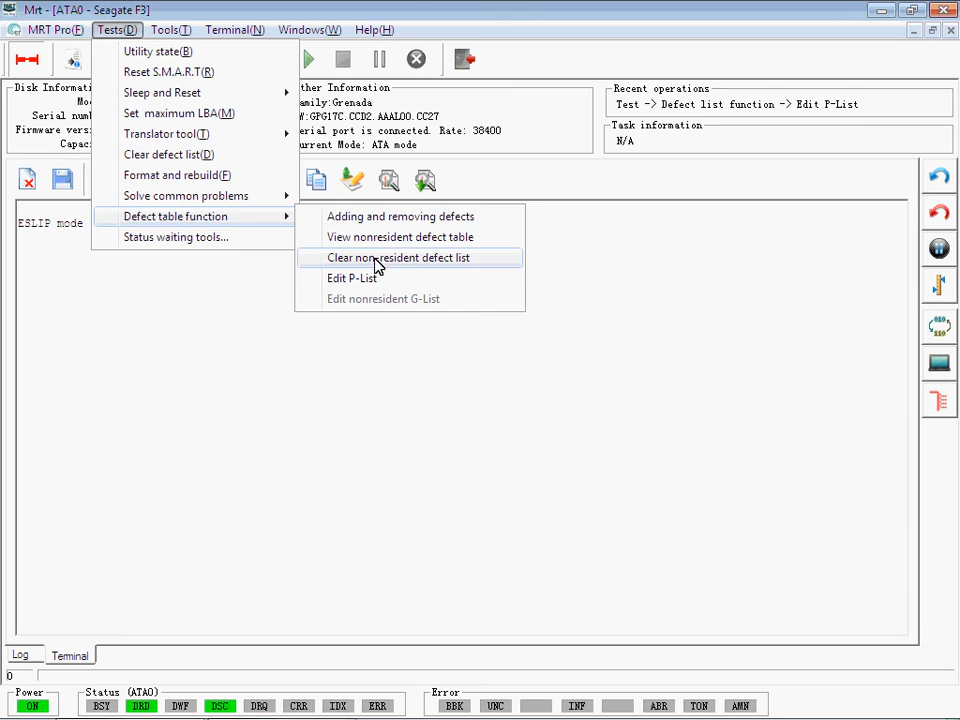 Mrt - [ATA0 - Seagate F3]
MRT Pro(F) Tests(D) Tools(T) Terminal(N) Windows(W) Help(H)
Utility state(B)
Reset S.M.A.R.T(R)
Sleep and Reset
Set maximum LBA(M)
Translator tool(T)
Clear defect list(D)
Format and rebuild(F)
Solve common problems
Defect table function
Status waiting tools...
Adding and removing defects
View nonresident defect table
Clear non-resident defect list
Edit P-List
Edit nonresident G-List
Disk Informati
Mo
Serial num
Firmware vers
Capac
ther Information
amily:Grenada
W:GPG17C.CCD2.AAAL00.CC27
erial port is connected. Rate: 38400
urrent Mode: ATA mode
Recent operations
Test -> Defect list function -> Edit P-List
Task information
N/A
ESLIP mode
010
110
Log Terminal
0
Power
ON
Status (ATA0)
BSY DRD DWF DSC DRQ CRR IDX ERR
Error
BBK UNC INF ABR TON AMN